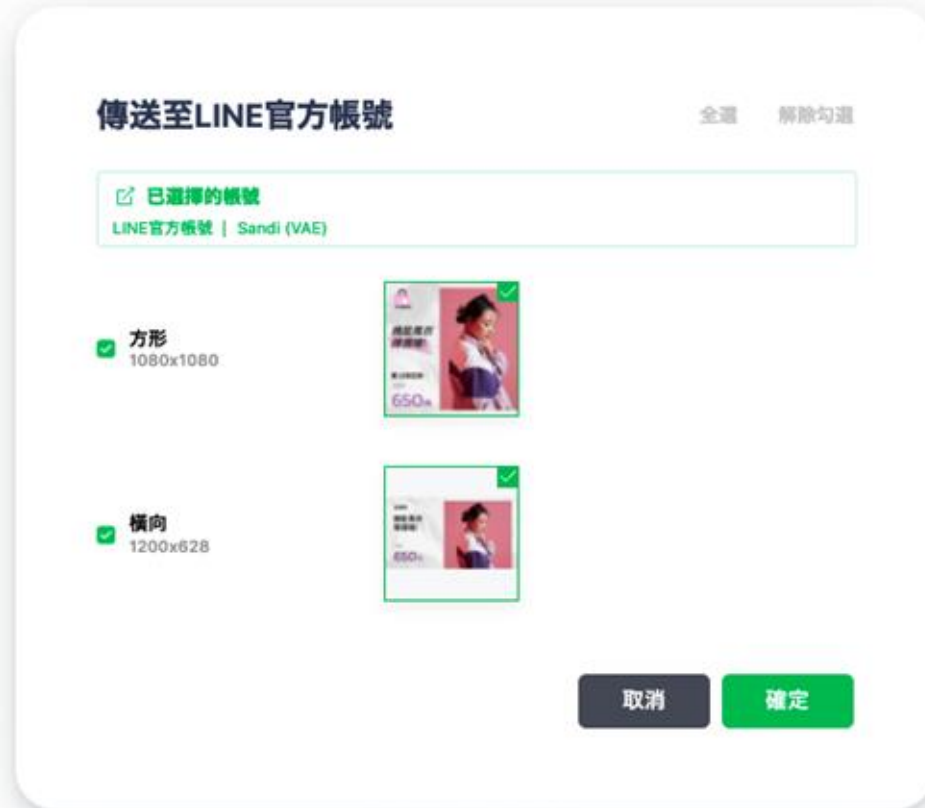 傳送至LINE官方帳號
全選 解除勾選
已選擇的帳號
LINE官方帳號 | Sandi (VAE)
方形
1080x1080
650
橫向
1200x628
650
取消 確定